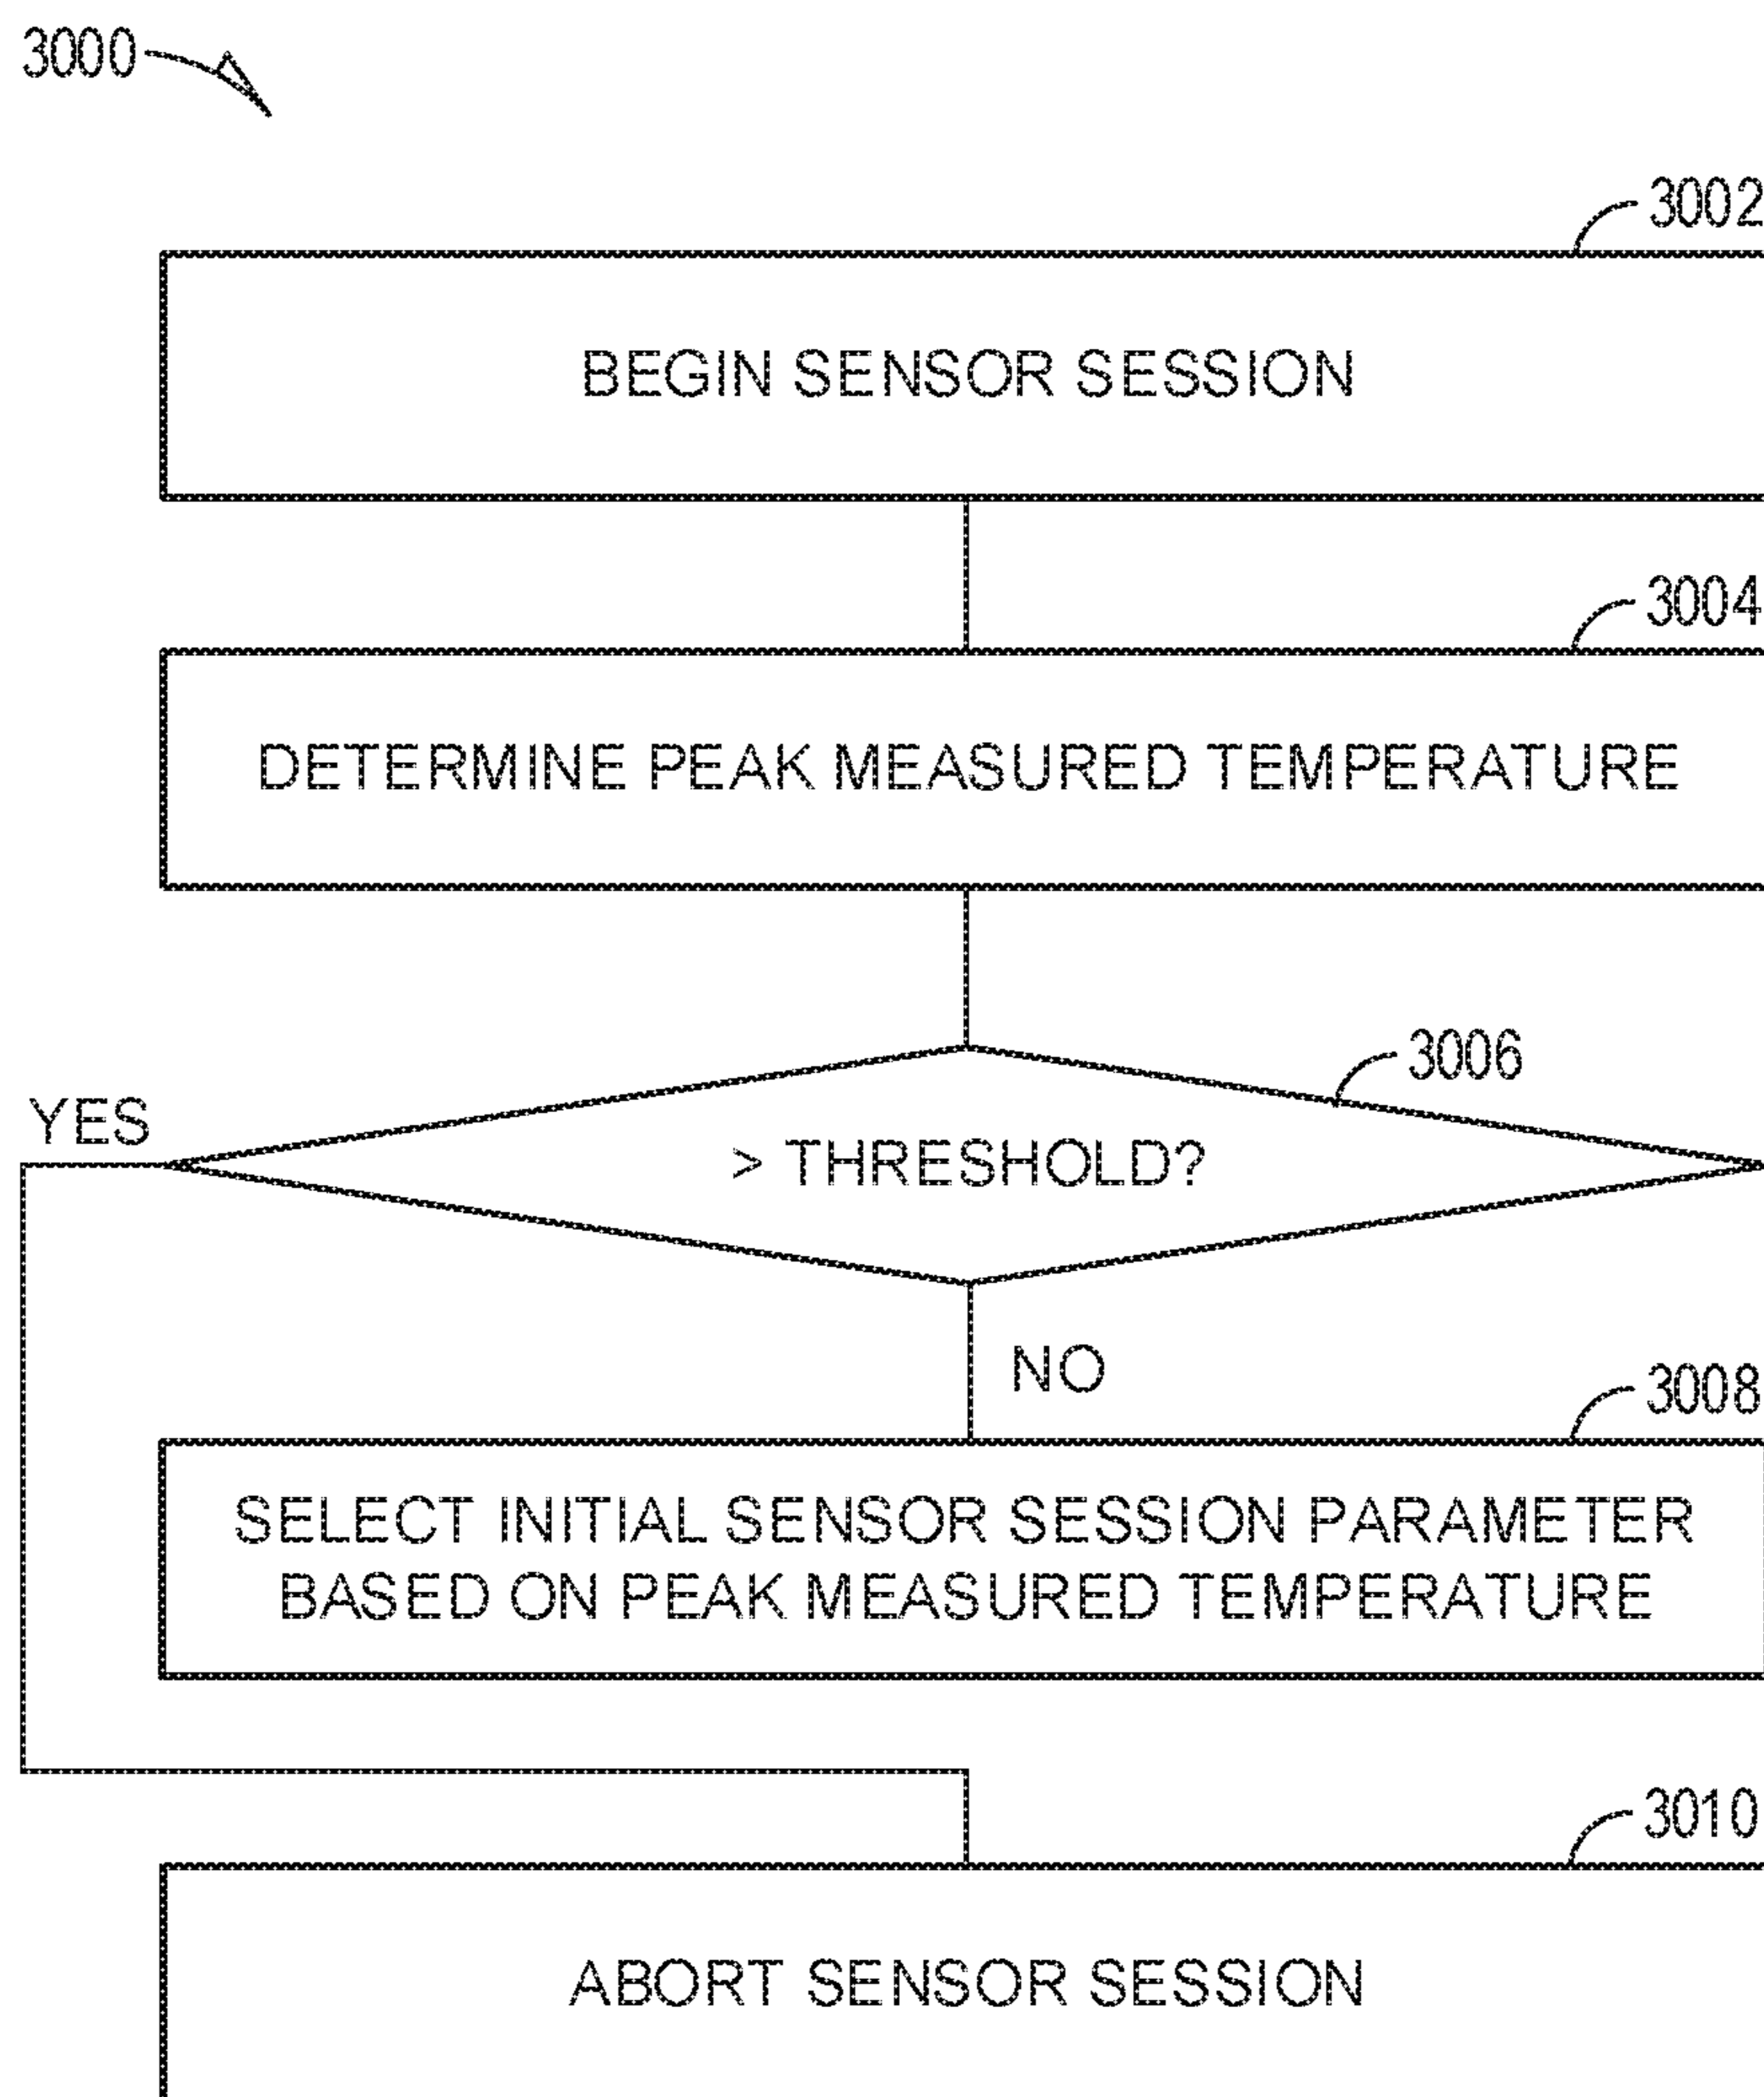 3000
3002
BEGIN SENSOR SESSION
3004
DETERMINE PEAK MEASURED TEMPERATURE
3006
YES
> THRESHOLD?
NO
3008
SELECT INITIAL SENSOR SESSION PARAMETER
BASED ON PEAK MEASURED TEMPERATURE
3010
ABORT SENSOR SESSION